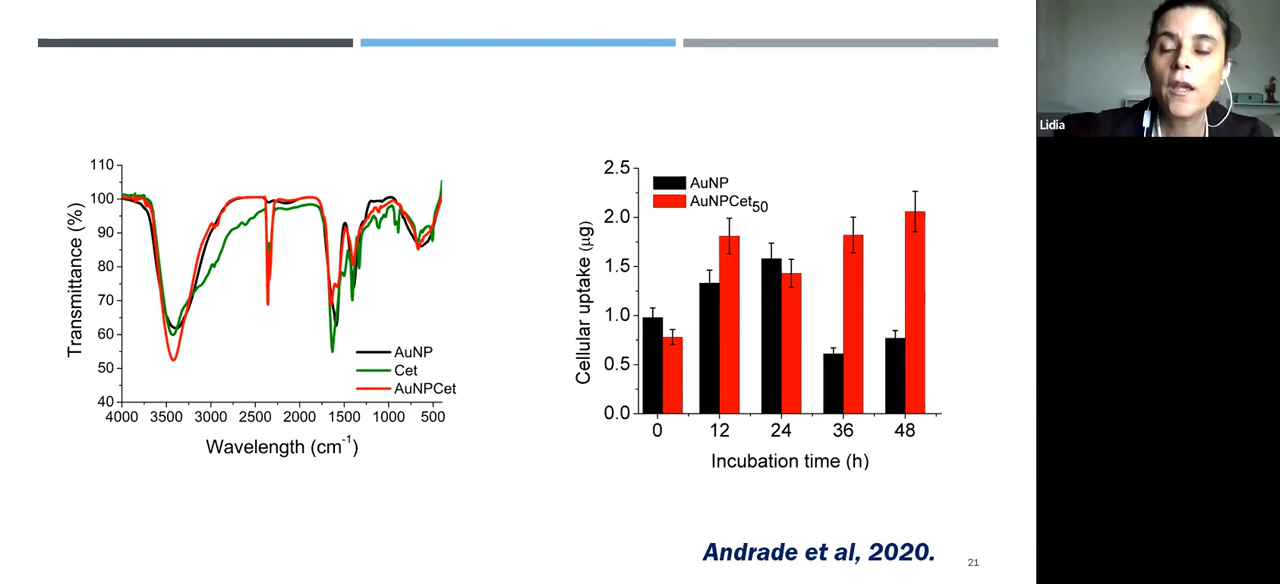 Lidia
110
100
90
80
70
60
50
40
Transmittance (%)
AuNP
Cet
AuNPCet
4000 3500 3000 2500 2000 1500 1000 500
Wavelength (cm⁻¹)
2.5
2.0
1.5
1.0
0.5
0.0
Cellular uptake (µg)
AuNP
AuNPCet₅₀
0 12 24 36 48
Incubation time (h)
Andrade et al, 2020.
21